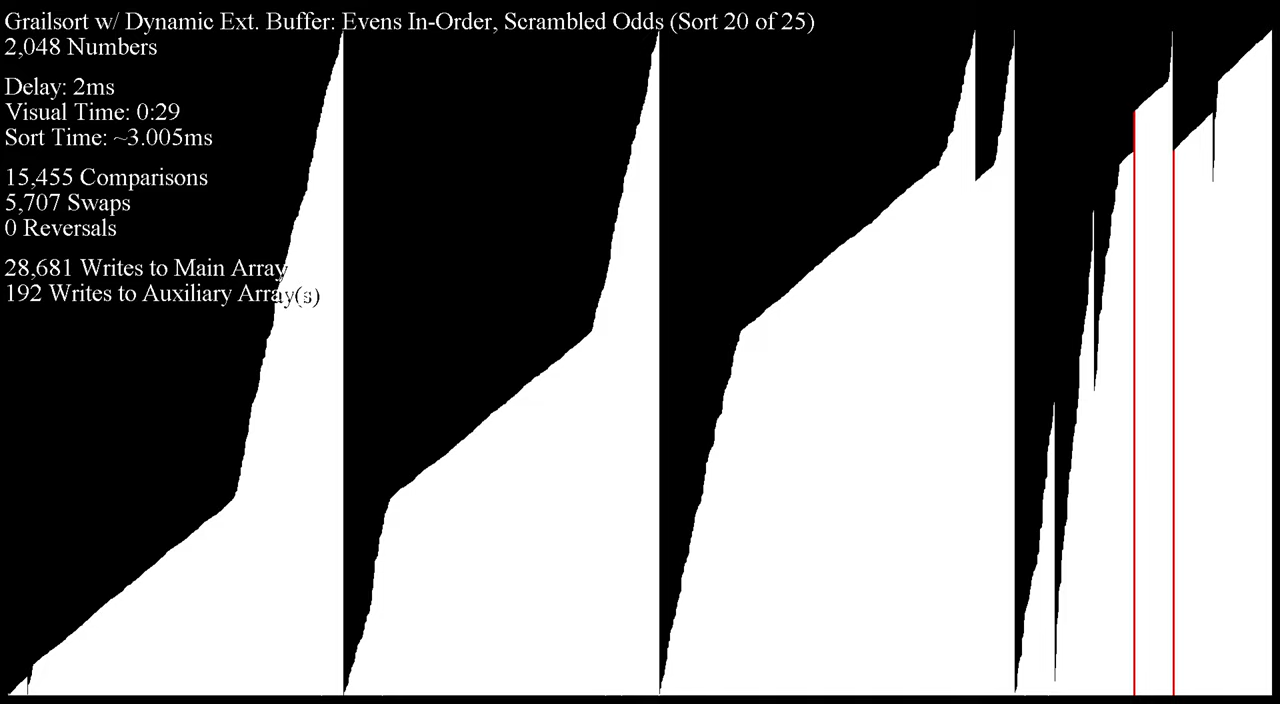 Grailsort w/ Dynamic Ext. Buffer: Evens In-Order, Scrambled Odds (Sort 20 of 25)
2,048 Numbers
Delay: 2ms
Visual Time: 0:29
Sort Time: ~3.005ms
15,455 Comparisons
5,707 Swaps
0 Reversals
28,681 Writes to Main Array
192 Writes to Auxiliary Array(s)